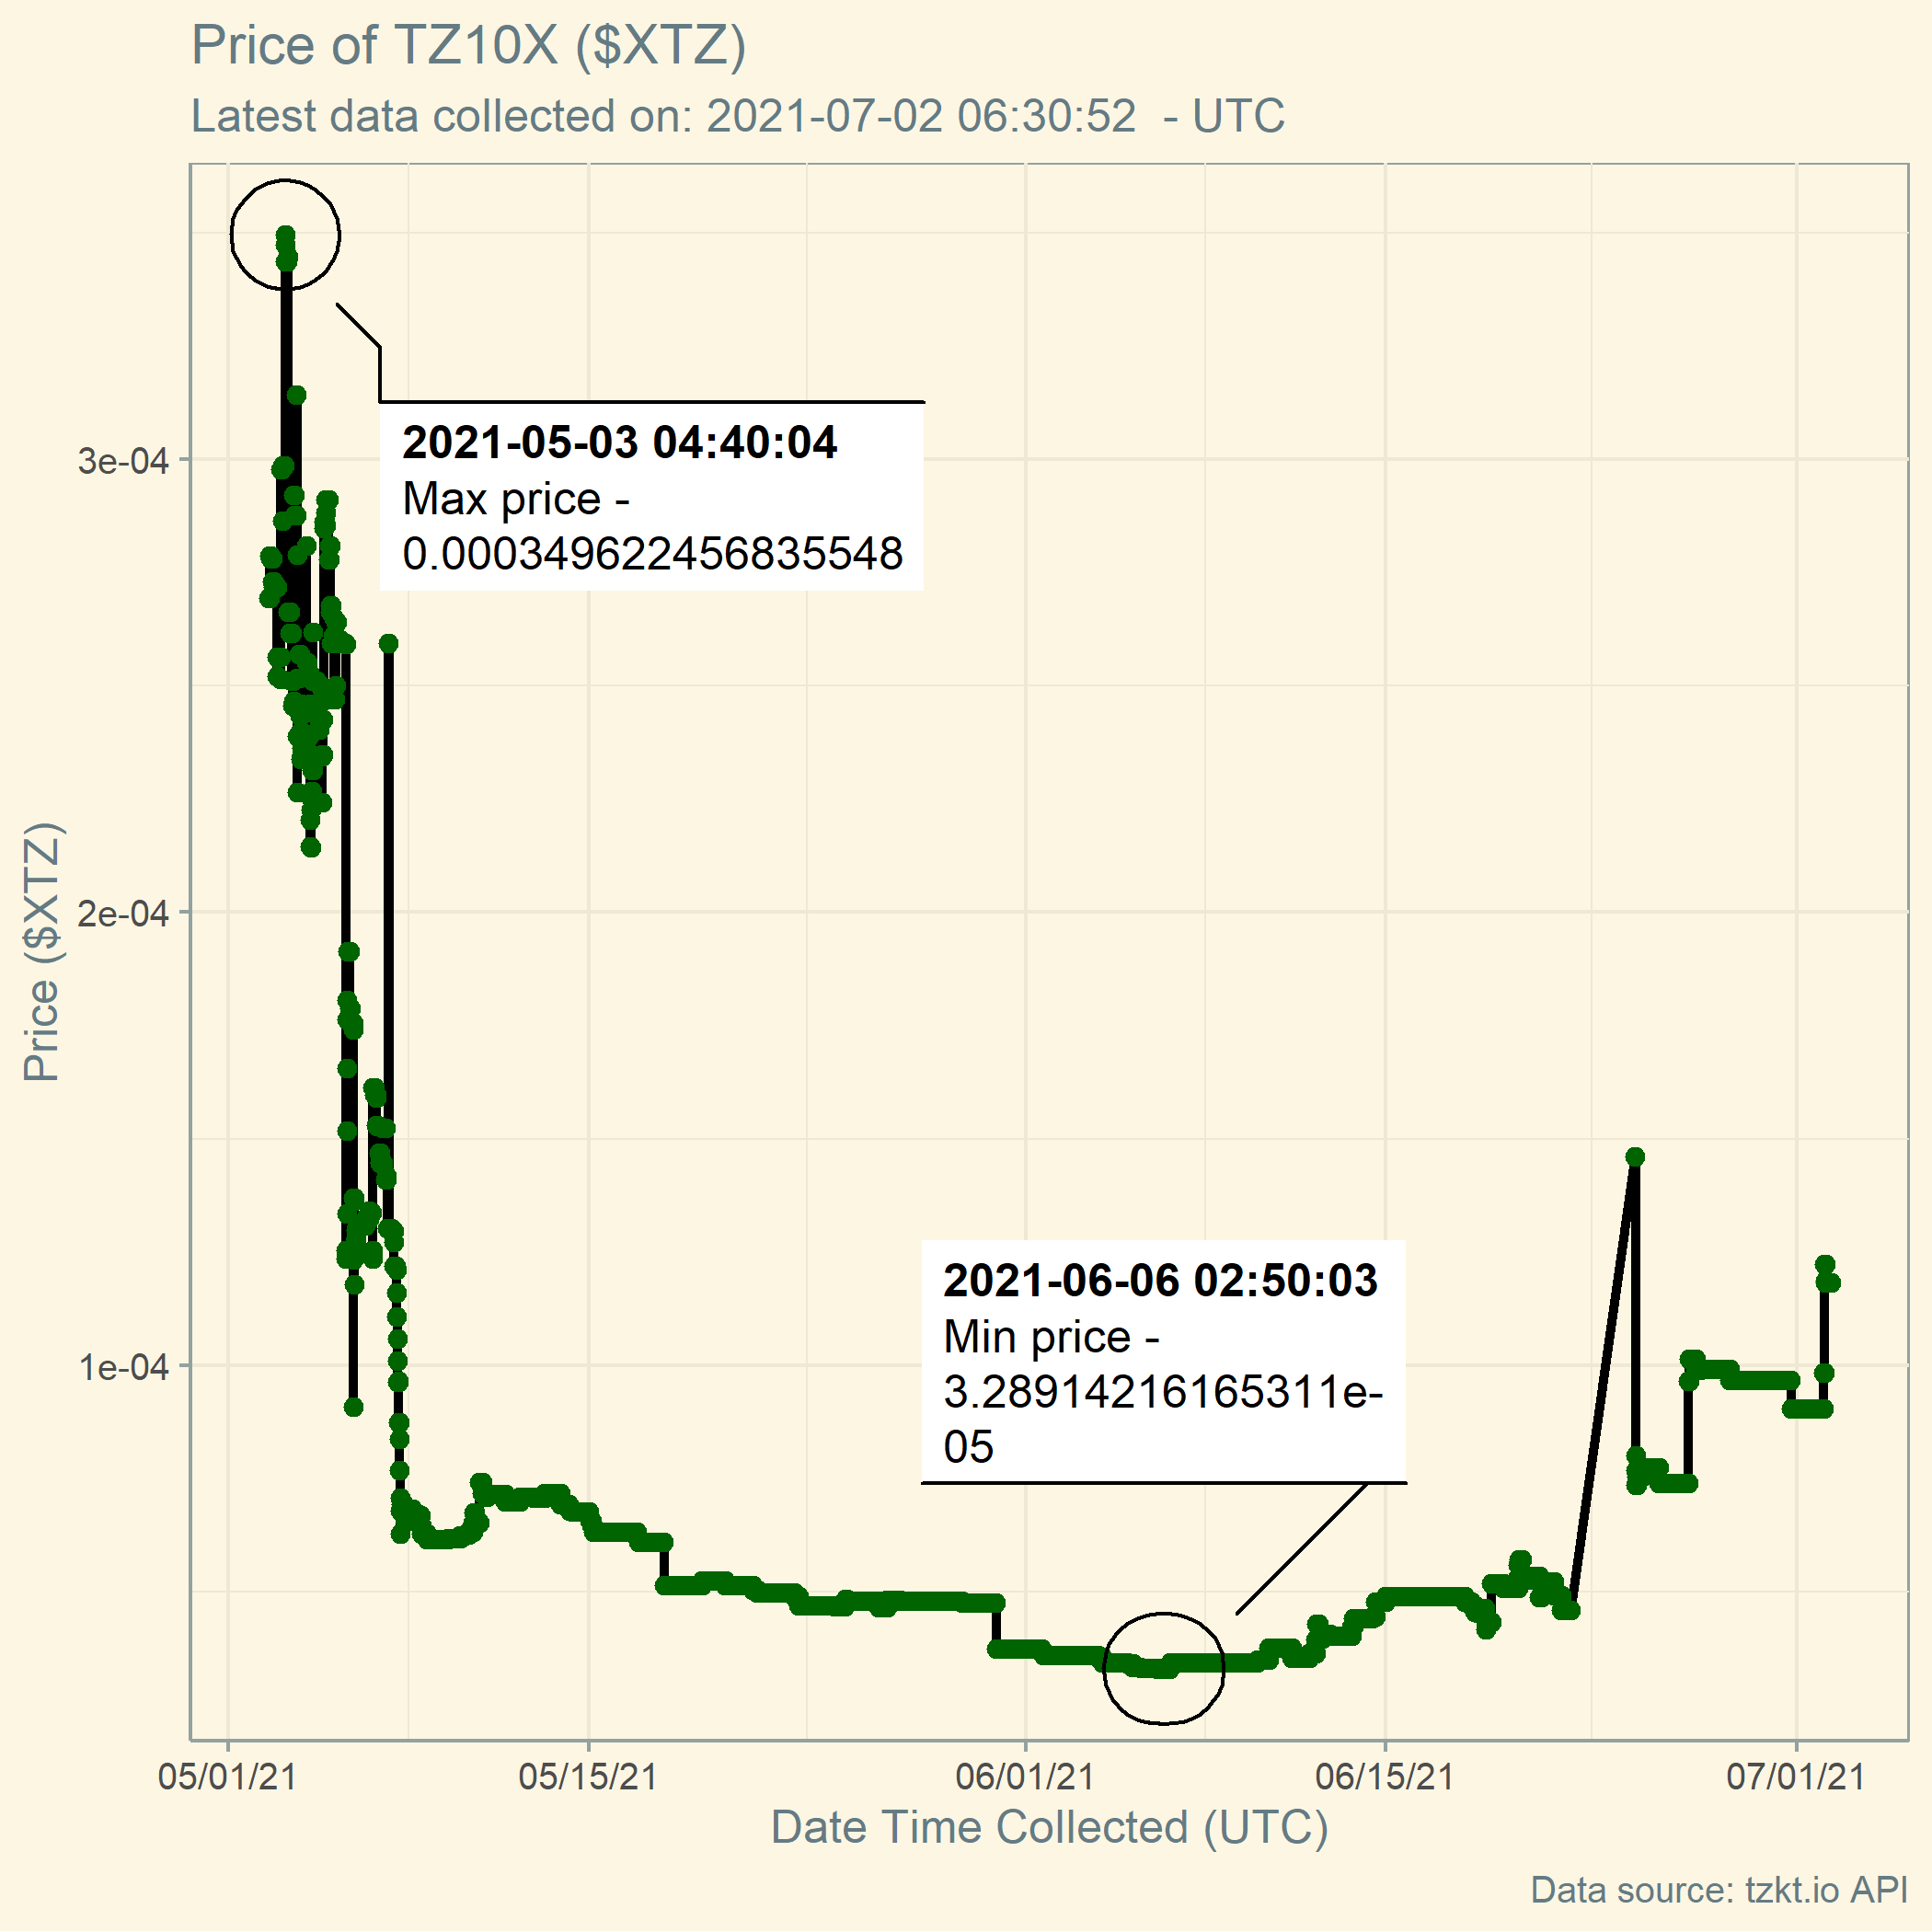 Price of TZ10X ($XTZ)
Latest data collected on: 2021-07-02 06:30:52  - UTC
2021-05-03 04:40:04
Max price -
0.000349622456835548
3e-04
2e-04
1e-04
Price ($XTZ)
2021-06-06 02:50:03
Min price -
3.28914216165311e-
05
05/01/21
05/15/21
06/01/21
06/15/21
07/01/21
Date Time Collected (UTC)
Data source: tzkt.io API